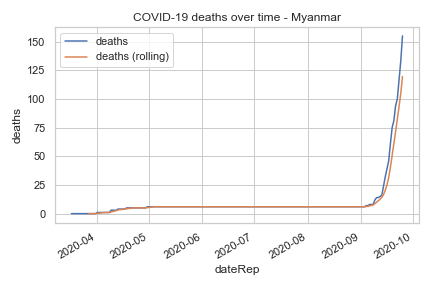 COVID-19 deaths over time - Myanmar
deaths
deaths (rolling)
150
125
100
75
50
25
0
deaths
2020-04
2020-05
2020-06
2020-07
2020-08
2020-09
2020-10
dateRep